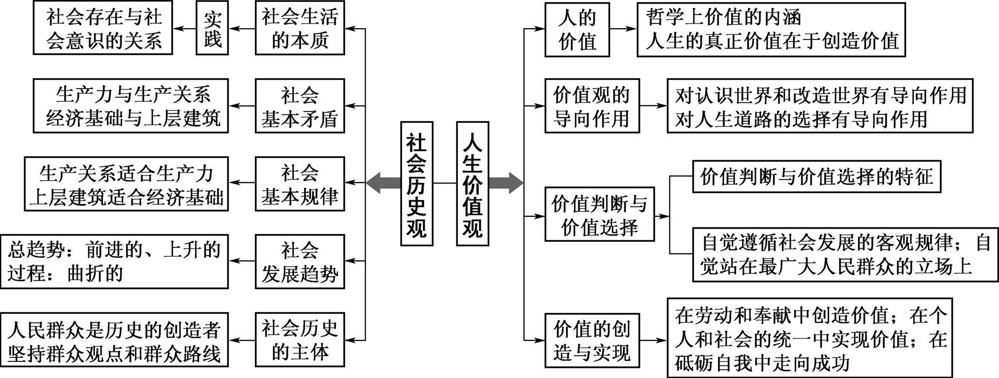 社会存在与社
会意识的关系
实
践
社会生活
的本质
生产力与生产关系
经济基础与上层建筑
社会
基本矛盾
生产关系适合生产力
上层建筑适合经济基础
社会
基本规律
总趋势：前进的、上升的
过程：曲折的
社会
发展趋势
人民群众是历史的创造者
坚持群众观点和群众路线
社会历史
的主体
社会历史观
人生价值观
人的
价值
哲学上价值的内涵
人生的真正价值在于创造价值
价值观的
导向作用
对认识世界和改造世界有导向作用
对人生道路的选择有导向作用
价值判断与
价值选择
价值判断与价值选择的特征
自觉遵循社会发展的客观规律；自
觉站在最广大人民群众的立场上
价值的创
造与实现
在劳动和奉献中创造价值；在个
人和社会的统一中实现价值；在
砥砺自我中走向成功